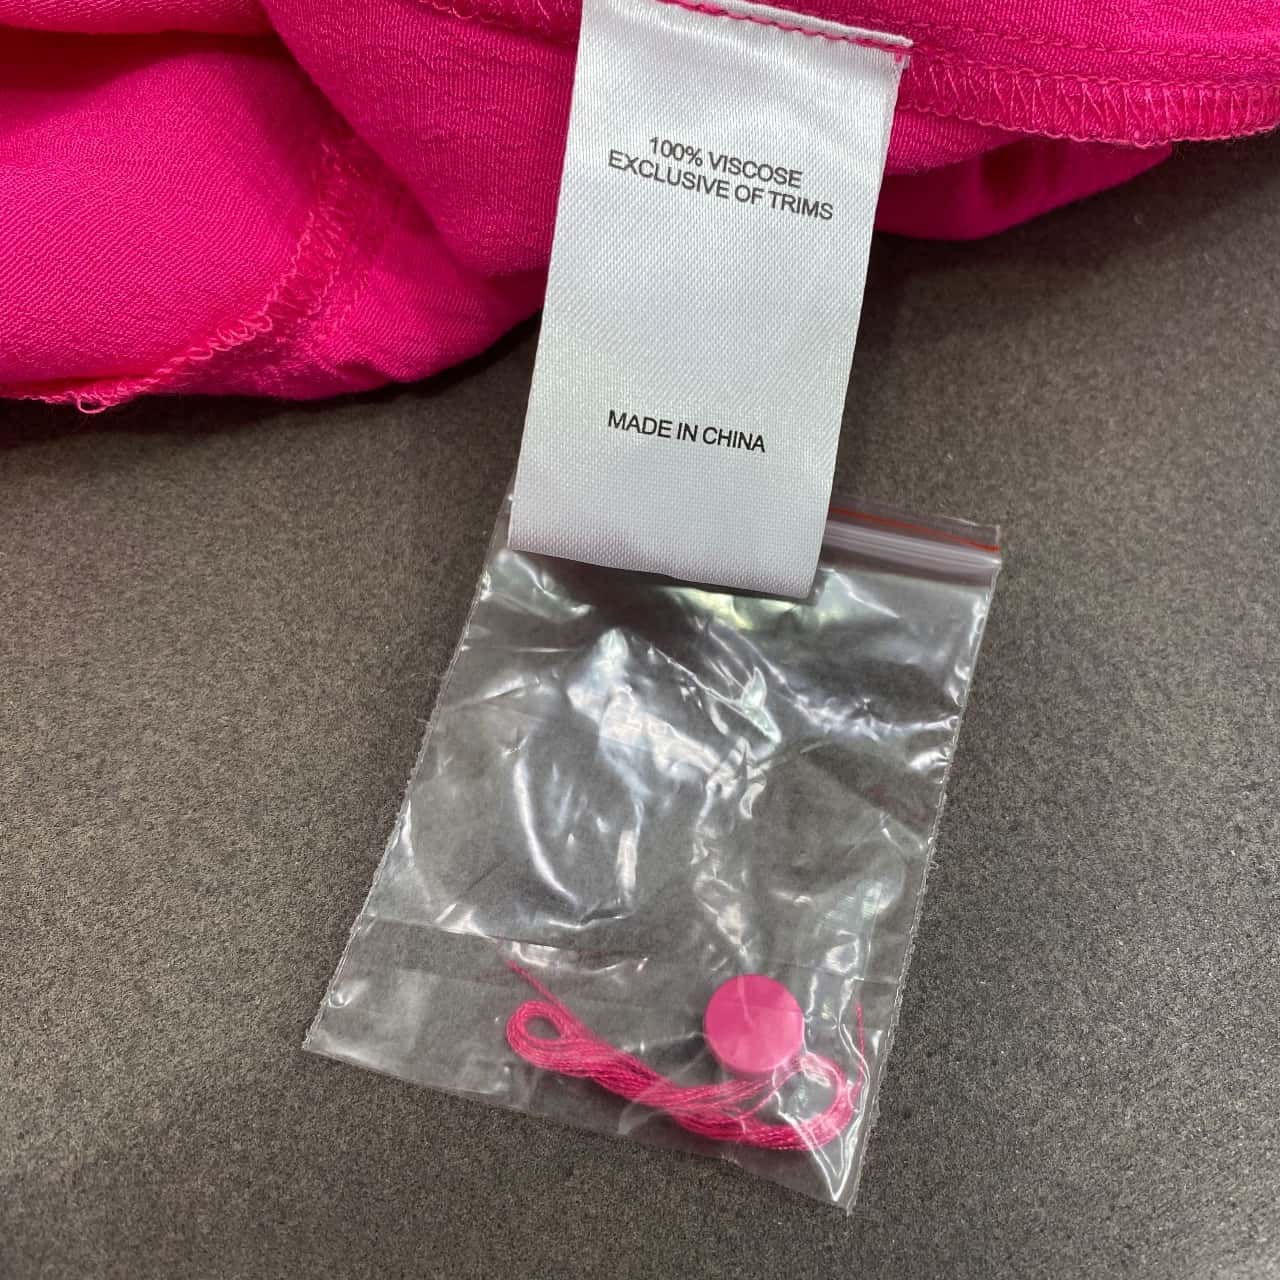 100% VISCOSE
EXCLUSIVE OF TRIMS
MADE IN CHINA